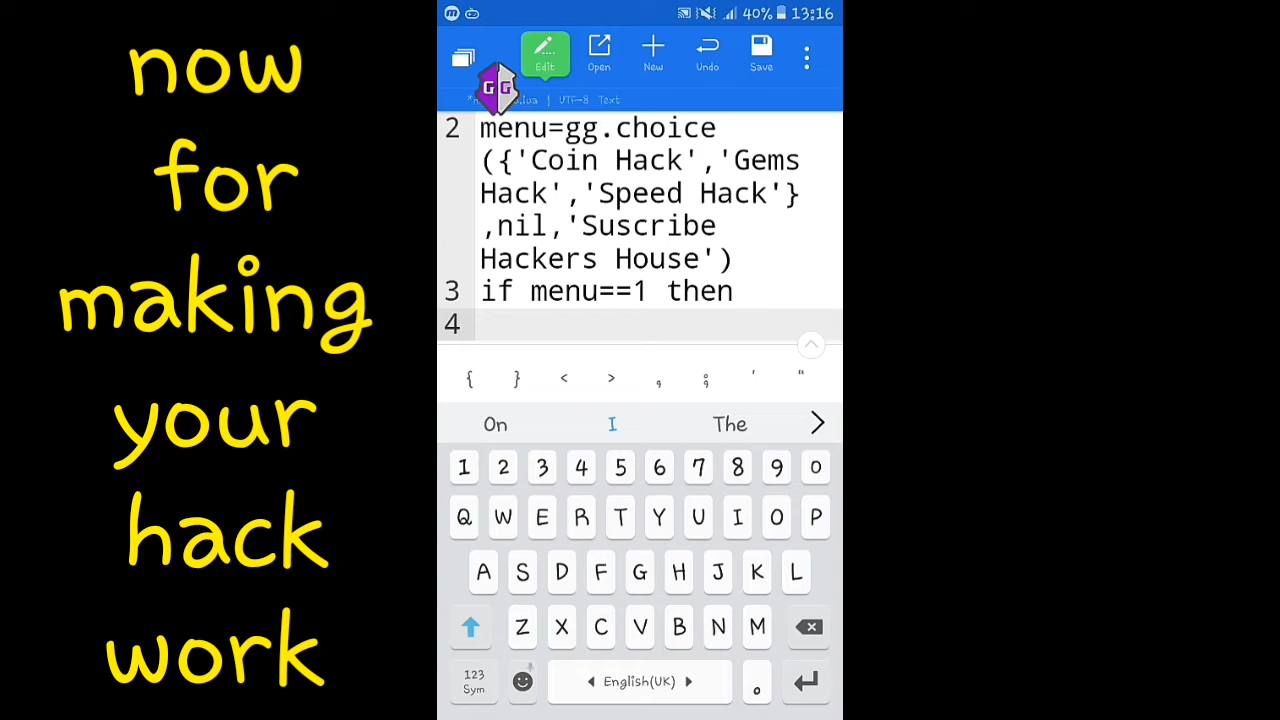 now
for
making
your
hack
work
40% 13:16
Edit
Open
New
Undo
Save
GG
UTF-8 Text
2 menu=gg.choice
({'Coin Hack','Gems
Hack','Speed Hack'}
,nil,'Suscribe
Hackers House')
3 if menu==1 then
4
{ } < > , ; ' "
On I The
1 2 3 4 5 6 7 8 9 0
Q W E R T Y U I O P
A S D F G H J K L
Z X C V B N M
123
Sym
English(UK)
.